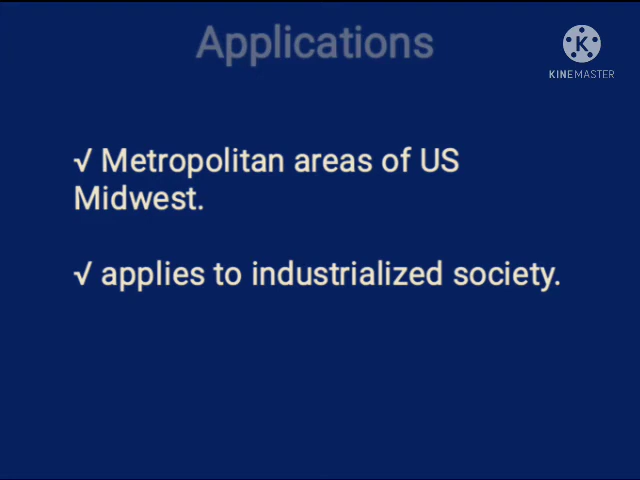 Applications
K
KINEMASTER
√ Metropolitan areas of US
Midwest.
√ applies to industrialized society.